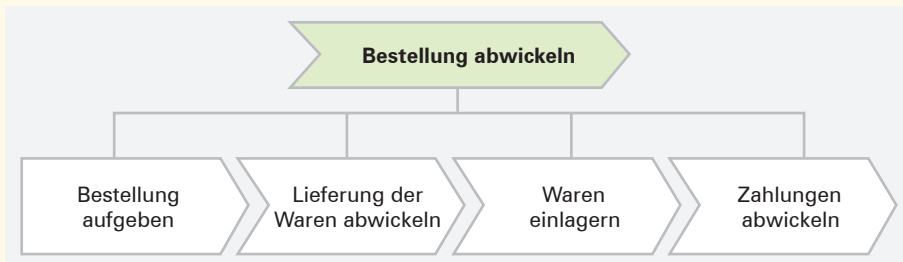 Bestellung abwickeln
Bestellung
aufgeben
Lieferung der
Waren abwickeln
Waren
einlagern
Zahlungen
abwickeln